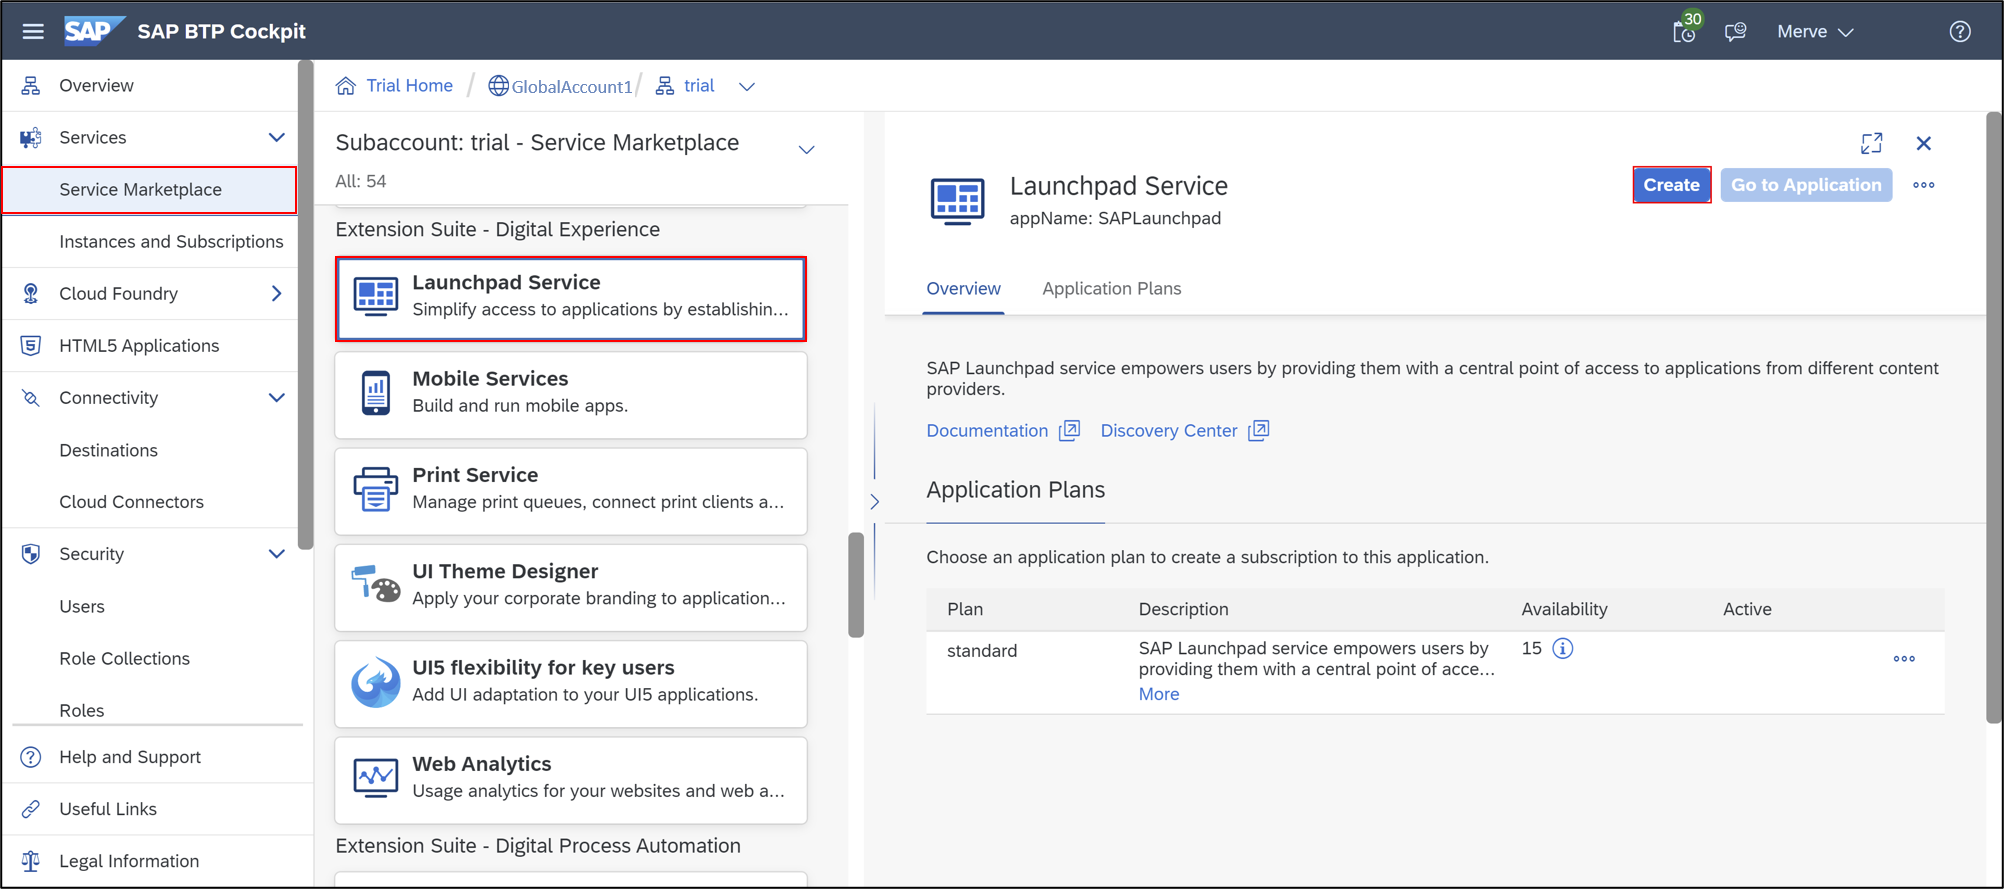 SAP SAP BTP Cockpit
30
Merve
Overview
Services
Service Marketplace
Instances and Subscriptions
Cloud Foundry
HTML5 Applications
Connectivity
Destinations
Cloud Connectors
Security
Users
Role Collections
Roles
Help and Support
Useful Links
Legal Information
Trial Home / GlobalAccount1 / trial
Subaccount: trial - Service Marketplace
All: 54
Extension Suite - Digital Experience
Launchpad Service
Simplify access to applications by establishin...
Mobile Services
Build and run mobile apps.
Print Service
Manage print queues, connect print clients a...
UI Theme Designer
Apply your corporate branding to application...
UI5 flexibility for key users
Add UI adaptation to your UI5 applications.
Web Analytics
Usage analytics for your websites and web a...
Extension Suite - Digital Process Automation
Launchpad Service
appName: SAPLaunchpad
Create
Go to Application
Overview
Application Plans
SAP Launchpad service empowers users by providing them with a central point of access to applications from different content
providers.
Documentation
Discovery Center
Application Plans
Choose an application plan to create a subscription to this application.
Plan Description Availability Active
standard
SAP Launchpad service empowers users by
providing them with a central point of acce...
More
15